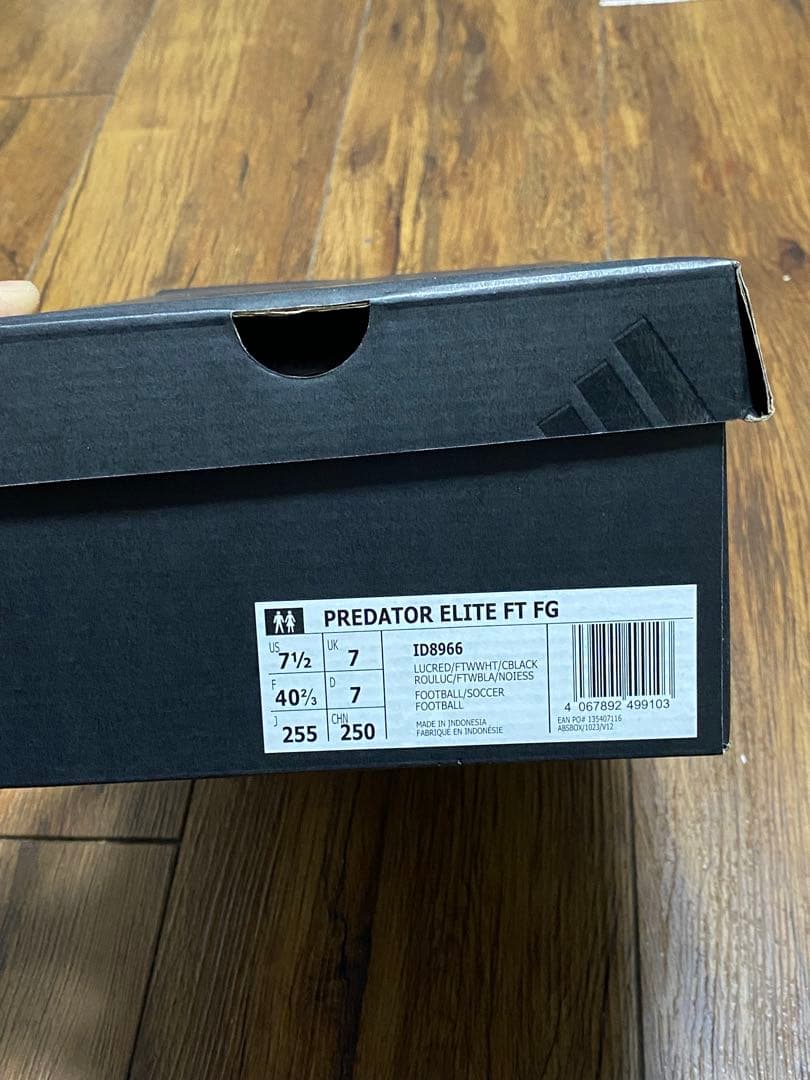 PREDATOR ELITE FT FG
US 7½ UK 7
F 40⅔ D 7
J 255 CHN 250
ID8966
LUCRED/FTWWHT/CBLACK
ROULUC/FTWBLA/NOIESS
FOOTBALL/SOCCER
FOOTBALL
MADE IN INDONESIA
FABRIQUÉ EN INDONÉSIE
4 067892 499103
EAN PO# 135407116
ABSBOX/1023/V12